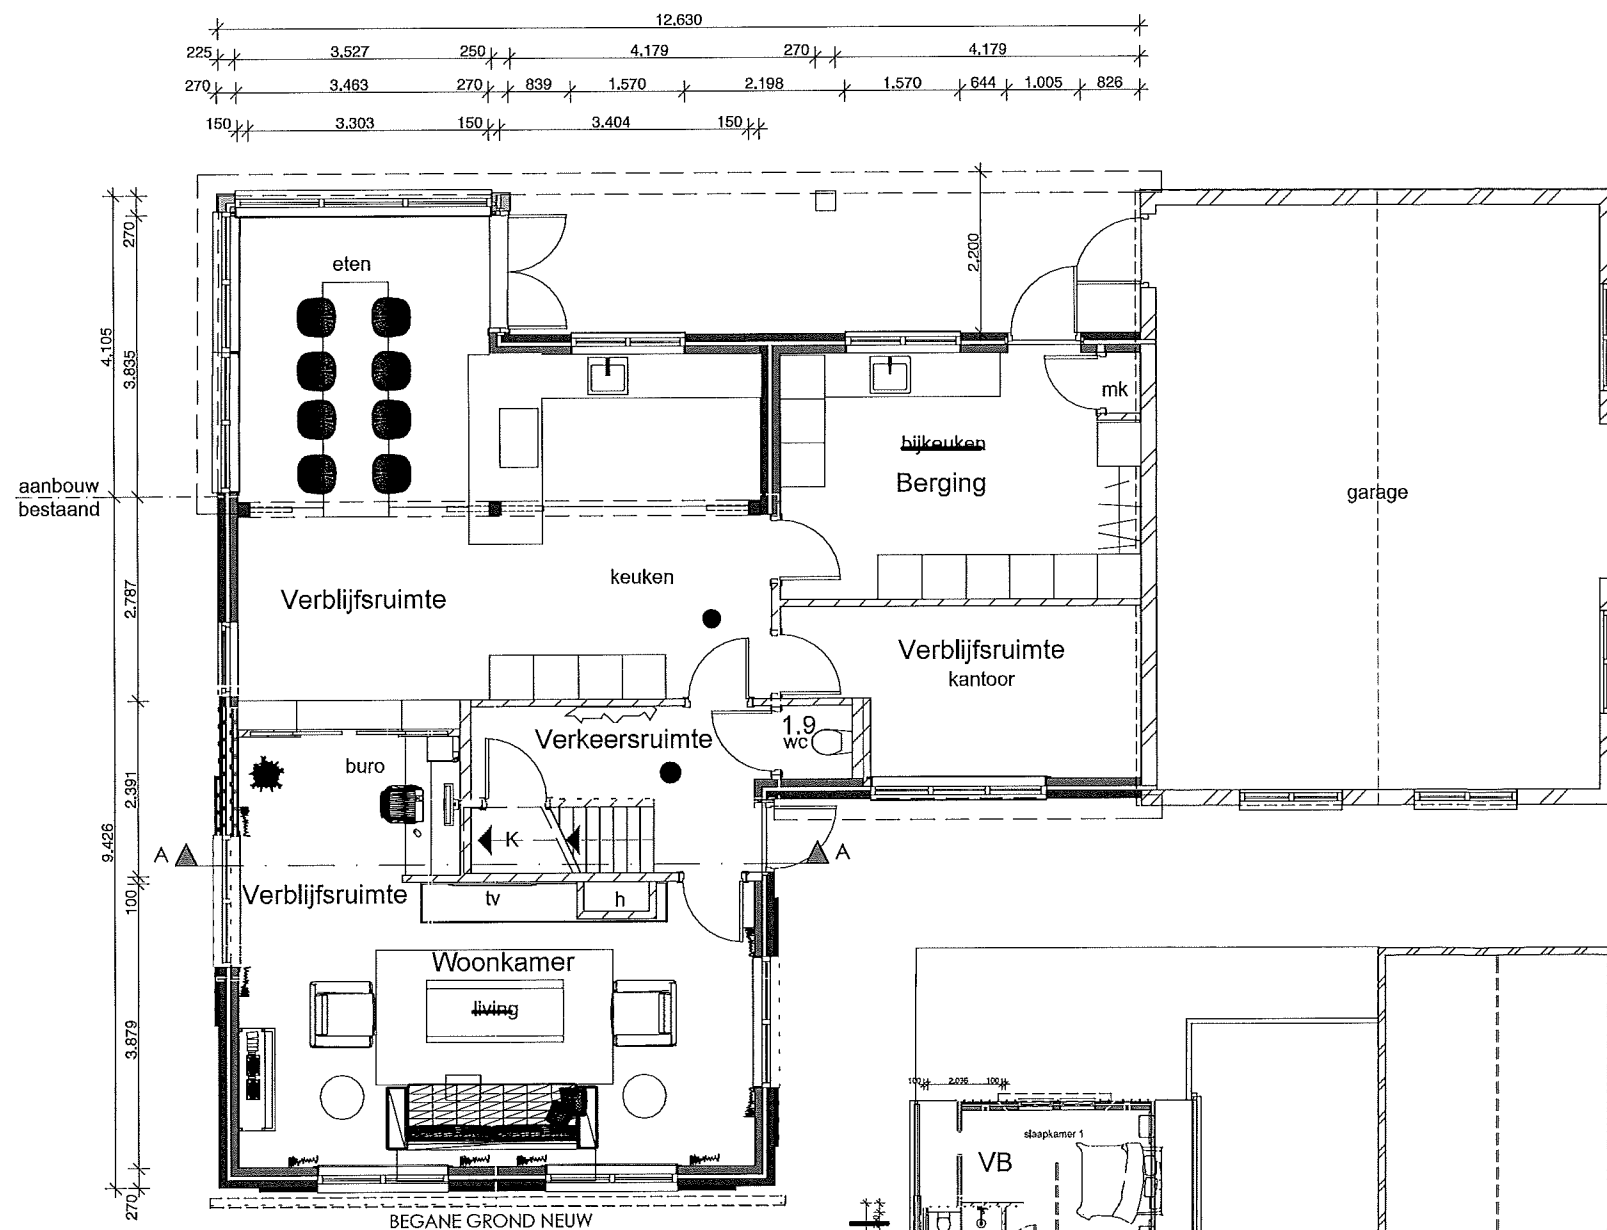 12.630
225 3.527 250 4.179 270 4.179
270 3.463 270 839 1.570 2.198 1.570 644 1.005 826
150 3.303 150 3.404 150
270
2.200
eten
4.105
3.835
mk
bijkeuken
Berging
aanbouw
bestaand
garage
keuken
2.787
Verblijfsruimte
Verblijfsruimte
kantoor
1.9
wc
Verkeersruimte
buro
2.391
9.426
K
A
A
100
Verblijfsruimte
tv
h
Woonkamer
living
3.879
100 2.036 100
slaapkamer 1
VB
270
BEGANE GROND NEUW